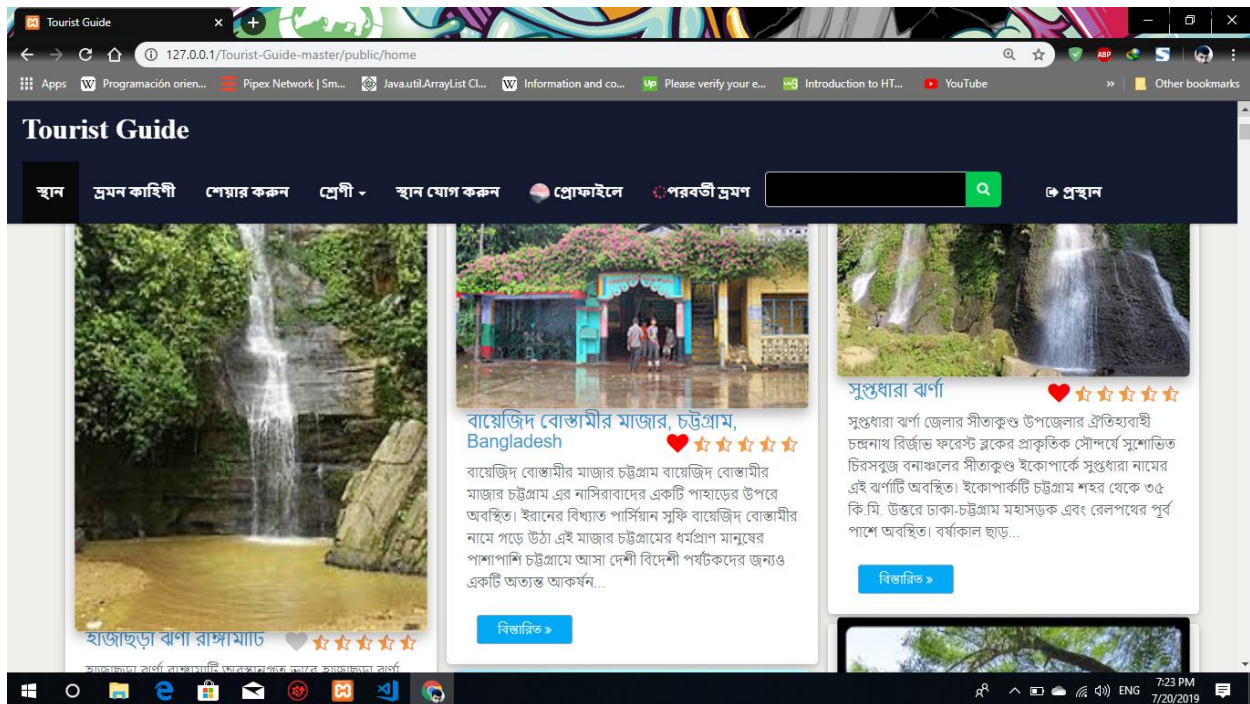 Tourist Guide
127.0.0.1/Tourist-Guide-master/public/home
Apps Programación orien... Pipex Network | Sm... Java.util.ArrayList Cl... Information and co... Please verify your e... Introduction to HT... YouTube » Other bookmarks
Tourist Guide
স্থান ভ্রমন কাহিণী শেয়ার করুন শ্রেণী স্থান যোগ করুন প্রোফাইলে পরবর্তী ভ্রমণ প্রস্থান
হাজাছড়া ঝর্ণা রাঙ্গামাটি
বায়েজিদ বোস্তামীর মাজার, চট্টগ্রাম,
Bangladesh
বায়েজিদ বোস্তামীর মাজার চট্টগ্রাম বায়েজিদ বোস্তামীর
মাজার চট্টগ্রাম এর নাসিরাবাদের একটি পাহাড়ের উপরে
অবস্থিত। ইরানের বিখ্যাত পার্সিয়ান সুফি বায়েজিদ বোস্তামীর
নামে গড়ে উঠা এই মাজার চট্টগ্রামের ধর্মপ্রাণ মানুষের
পাশাপাশি চট্টগ্রামে আসা দেশী বিদেশী পর্যটকদের জন্যও
একটি অত্যন্ত আকর্ষন...
বিস্তারিত »
সুপ্তধারা ঝর্ণা
সুপ্তধারা ঝর্ণা জেলার সীতাকুণ্ড উপজেলার ঐতিহ্যবাহী
চন্দ্রনাথ রির্জাভ ফরেস্ট ব্লকের প্রাকৃতিক সৌন্দর্যে সুশোভিত
চিরসবুজ বনাঞ্চলের সীতাকুণ্ড ইকোপার্কে সুপ্তধারা নামের
এই ঝর্ণাটি অবস্থিত। ইকোপার্কটি চট্টগ্রাম শহর থেকে ৩৫
কি.মি. উত্তরে ঢাকা-চট্টগ্রাম মহাসড়ক এবং রেলপথের পূর্ব
পাশে অবস্থিত। বর্ষাকাল ছাড়...
বিস্তারিত »
ENG
7:23 PM
7/20/2019